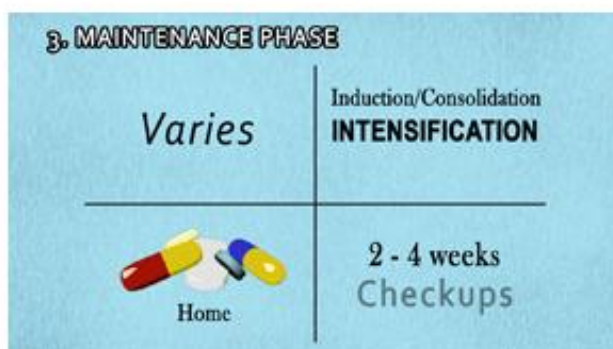 3. MAINTENANCE PHASE
Varies
Induction/Consolidation
INTENSIFICATION
Home
2 - 4 weeks
Checkups